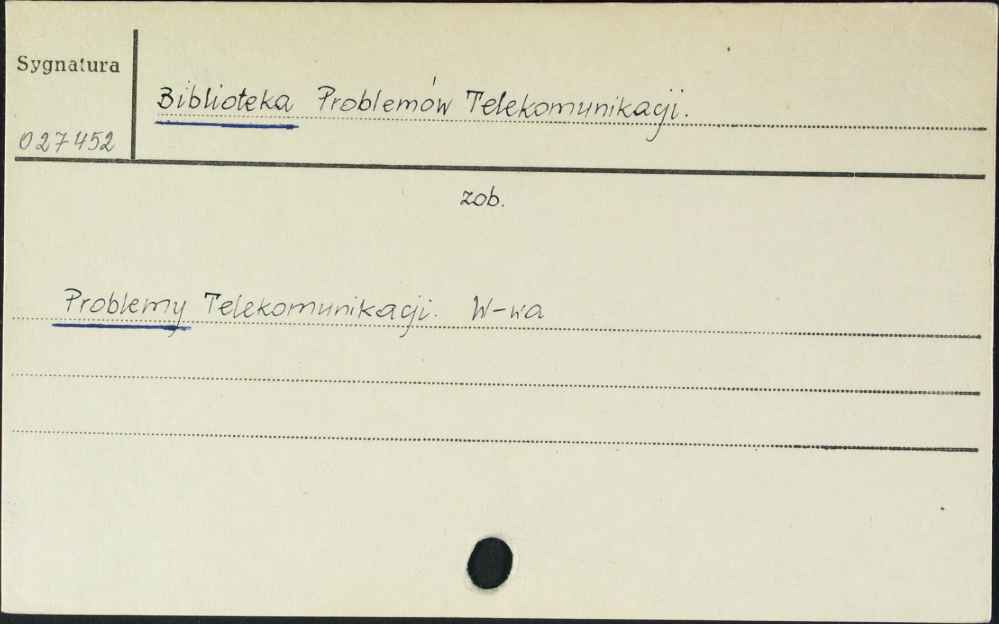 Sygnatura
Biblioteka Problemów Telekomunikacji.
027452
zob.
Problemy Telekomunikacji. W-wa